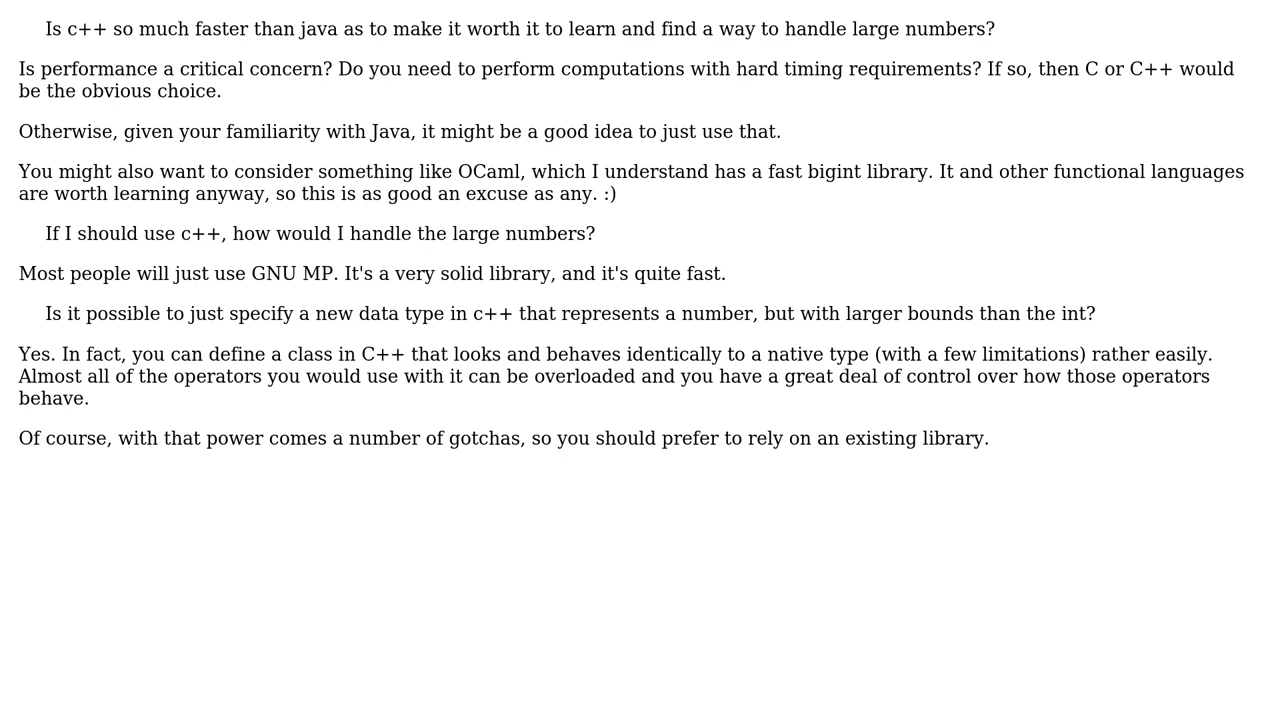 Is c++ so much faster than java as to make it worth it to learn and find a way to handle large numbers?
Is performance a critical concern? Do you need to perform computations with hard timing requirements? If so, then C or C++ would
be the obvious choice.
Otherwise, given your familiarity with Java, it might be a good idea to just use that.
You might also want to consider something like OCaml, which I understand has a fast bigint library. It and other functional languages
are worth learning anyway, so this is as good an excuse as any. :)
If I should use c++, how would I handle the large numbers?
Most people will just use GNU MP. It's a very solid library, and it's quite fast.
Is it possible to just specify a new data type in c++ that represents a number, but with larger bounds than the int?
Yes. In fact, you can define a class in C++ that looks and behaves identically to a native type (with a few limitations) rather easily.
Almost all of the operators you would use with it can be overloaded and you have a great deal of control over how those operators
behave.
Of course, with that power comes a number of gotchas, so you should prefer to rely on an existing library.